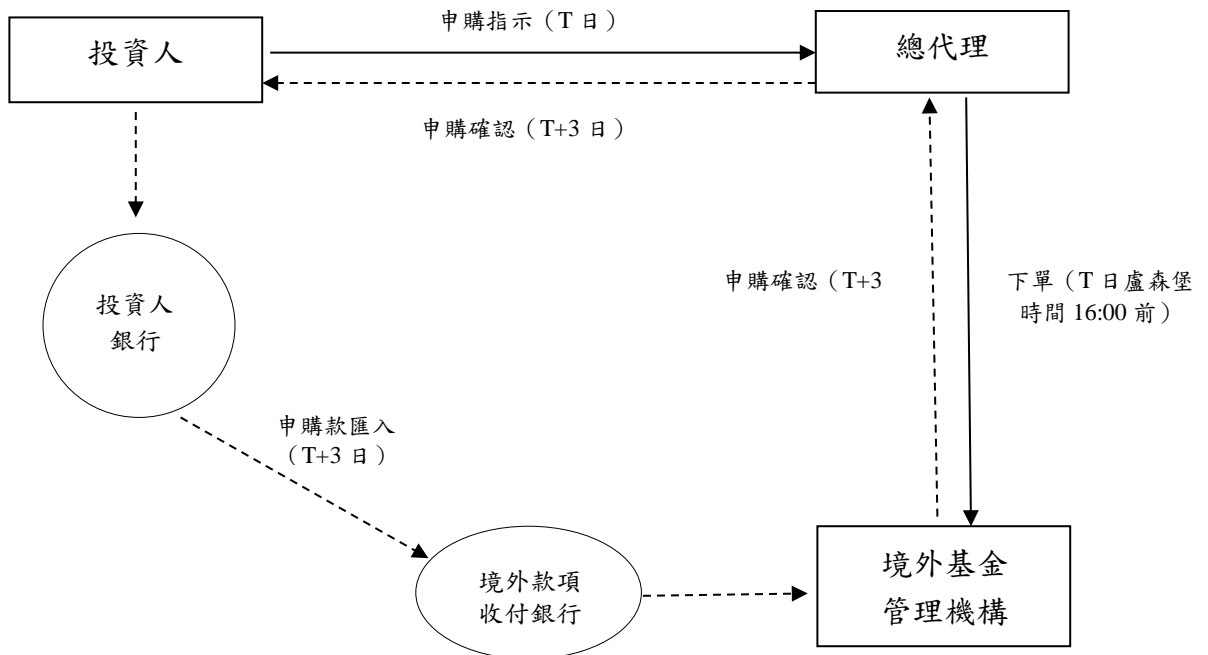 申購指示（T 日）
投資人
總代理
申購確認（T+3 日）
申購確認（T+3
下單（T 日盧森堡
時間 16:00 前）
投資人
銀行
申購款匯入
（T+3 日）
境外款項
收付銀行
境外基金
管理機構